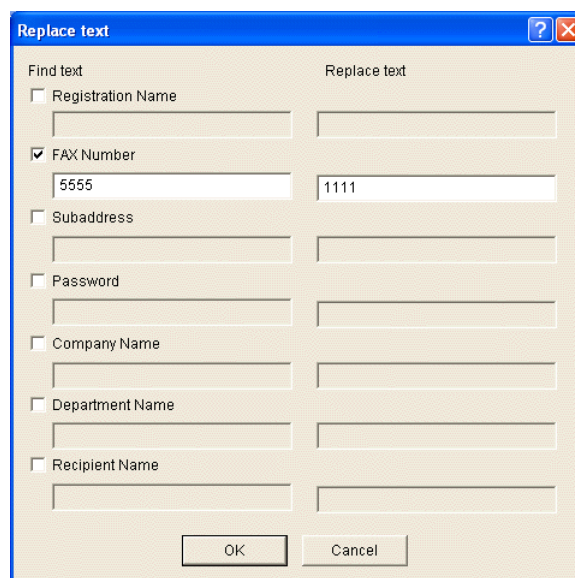 Replace text
Find text Replace text
Registration Name
FAX Number
5555 1111
Subaddress
Password
Company Name
Department Name
Recipient Name
OK Cancel